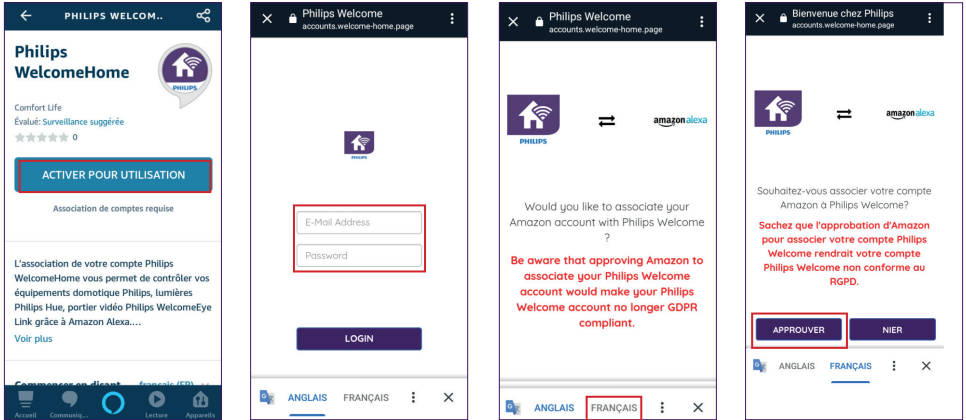 PHILIPS WELCOM..
Philips
WelcomeHome
PHILIPS
Comfort Life
Évalué: Surveillance suggérée
0
ACTIVER POUR UTILISATION
Association de comptes requise
L'association de votre compte Philips
WelcomeHome vous permet de contrôler vos
équipements domotique Philips, lumières
Philips Hue, portier vidéo Philips WelcomeEye
Link grâce à Amazon Alexa....
Voir plus
Commencer en disant français (FR)
Accueil Communiq... Lecture Appareils
Philips Welcome
accounts.welcome-home.page
PHILIPS
E-Mail Address
Password
LOGIN
ANGLAIS FRANÇAIS
Philips Welcome
accounts.welcome-home.page
PHILIPS
amazon alexa
Would you like to associate your
Amazon account with Philips Welcome
?
Be aware that approving Amazon to
associate your Philips Welcome
account would make your Philips
Welcome account no longer GDPR
compliant.
ANGLAIS FRANÇAIS
Bienvenue chez Philips
accounts.welcome-home.page
PHILIPS
amazon alexa
Souhaitez-vous associer votre compte
Amazon à Philips Welcome?
Sachez que l'approbation d'Amazon
pour associer votre compte Philips
Welcome rendrait votre compte
Philips Welcome non conforme au
RGPD.
APPROUVER NIER
ANGLAIS FRANÇAIS